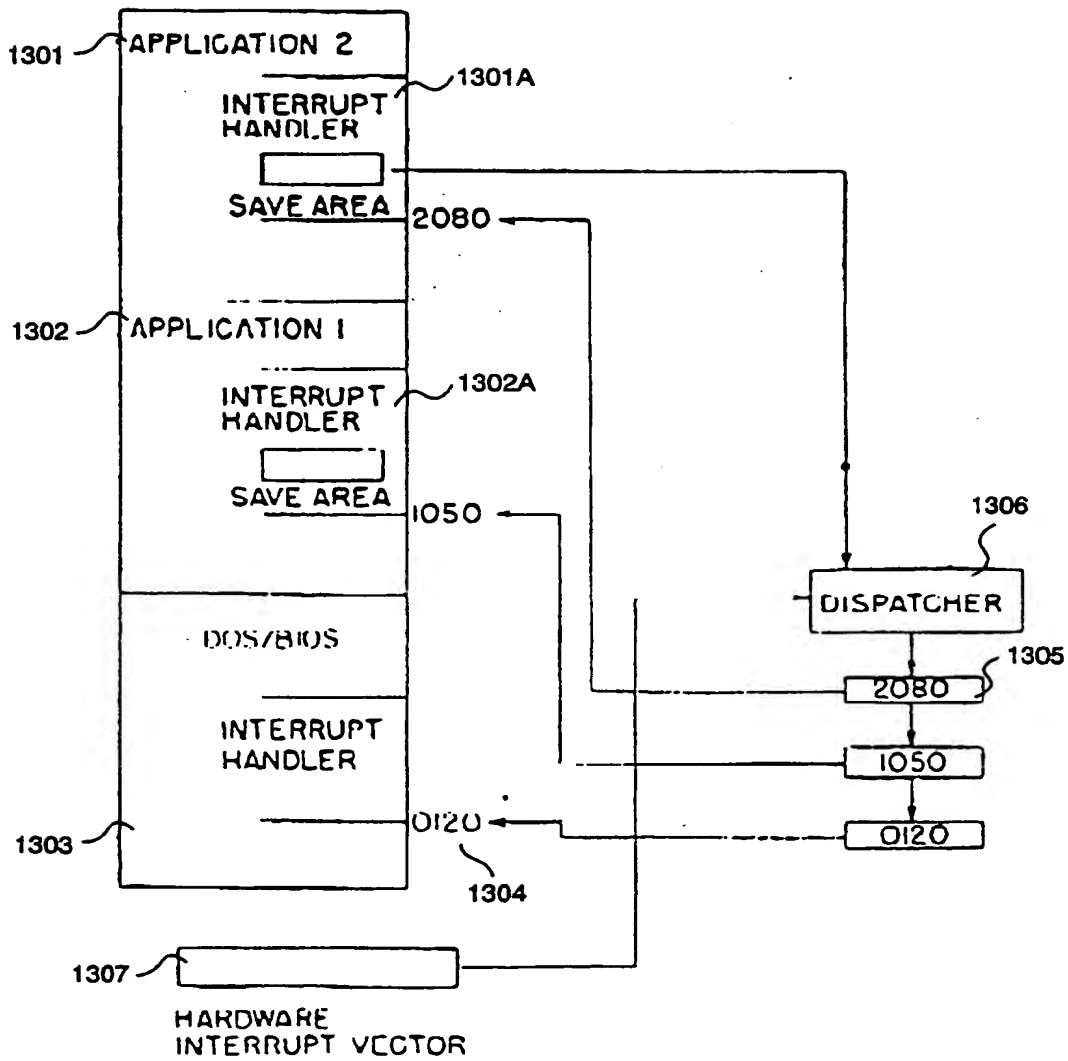 1301
APPLICATION 2
1301A
INTERRUPT
HANDLER
SAVE AREA
2080
1302
APPLICATION 1
1302A
INTERRUPT
HANDLER
SAVE AREA
1050
1306
DISPATCHER
DOS/BIOS
1305
2080
INTERRUPT
HANDLER
1050
1303
0120
0120
1304
1307
HARDWARE
INTERRUPT VECTOR